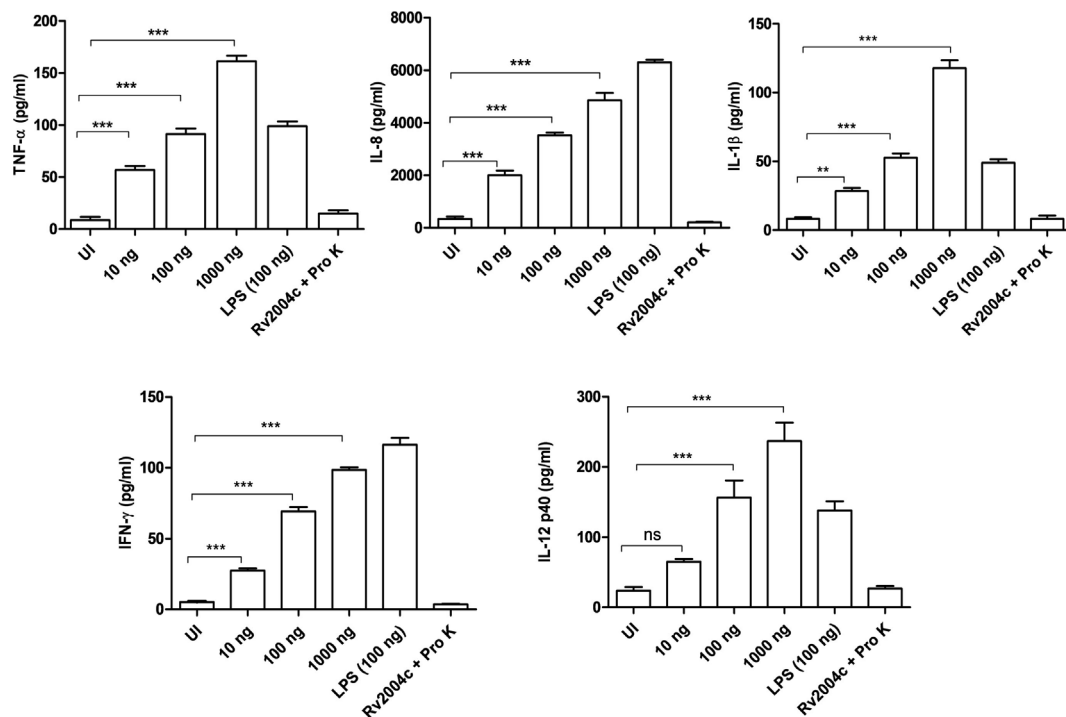 TNF-α (pg/ml)
200
150
100
50
0
***
***
***
UI
10 ng
100 ng
1000 ng
LPS (100 ng)
Rv2004c + Pro K
IL-8 (pg/ml)
8000
6000
4000
2000
0
***
***
***
UI
10 ng
100 ng
1000 ng
LPS (100 ng)
Rv2004c + Pro K
IL-1β (pg/ml)
150
100
50
0
***
***
**
UI
10 ng
100 ng
1000 ng
LPS (100 ng)
Rv2004c + Pro K
IFN-γ (pg/ml)
150
100
50
0
***
***
***
UI
10 ng
100 ng
1000 ng
LPS (100 ng)
Rv2004c + Pro K
IL-12 p40 (pg/ml)
300
200
100
0
***
***
ns
UI
10 ng
100 ng
1000 ng
LPS (100 ng)
Rv2004c + Pro K